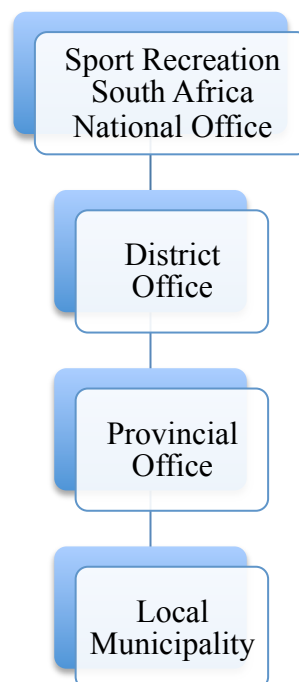 Sport Recreation
South Africa
National Office
District
Office
Provincial
Office
Local
Municipality